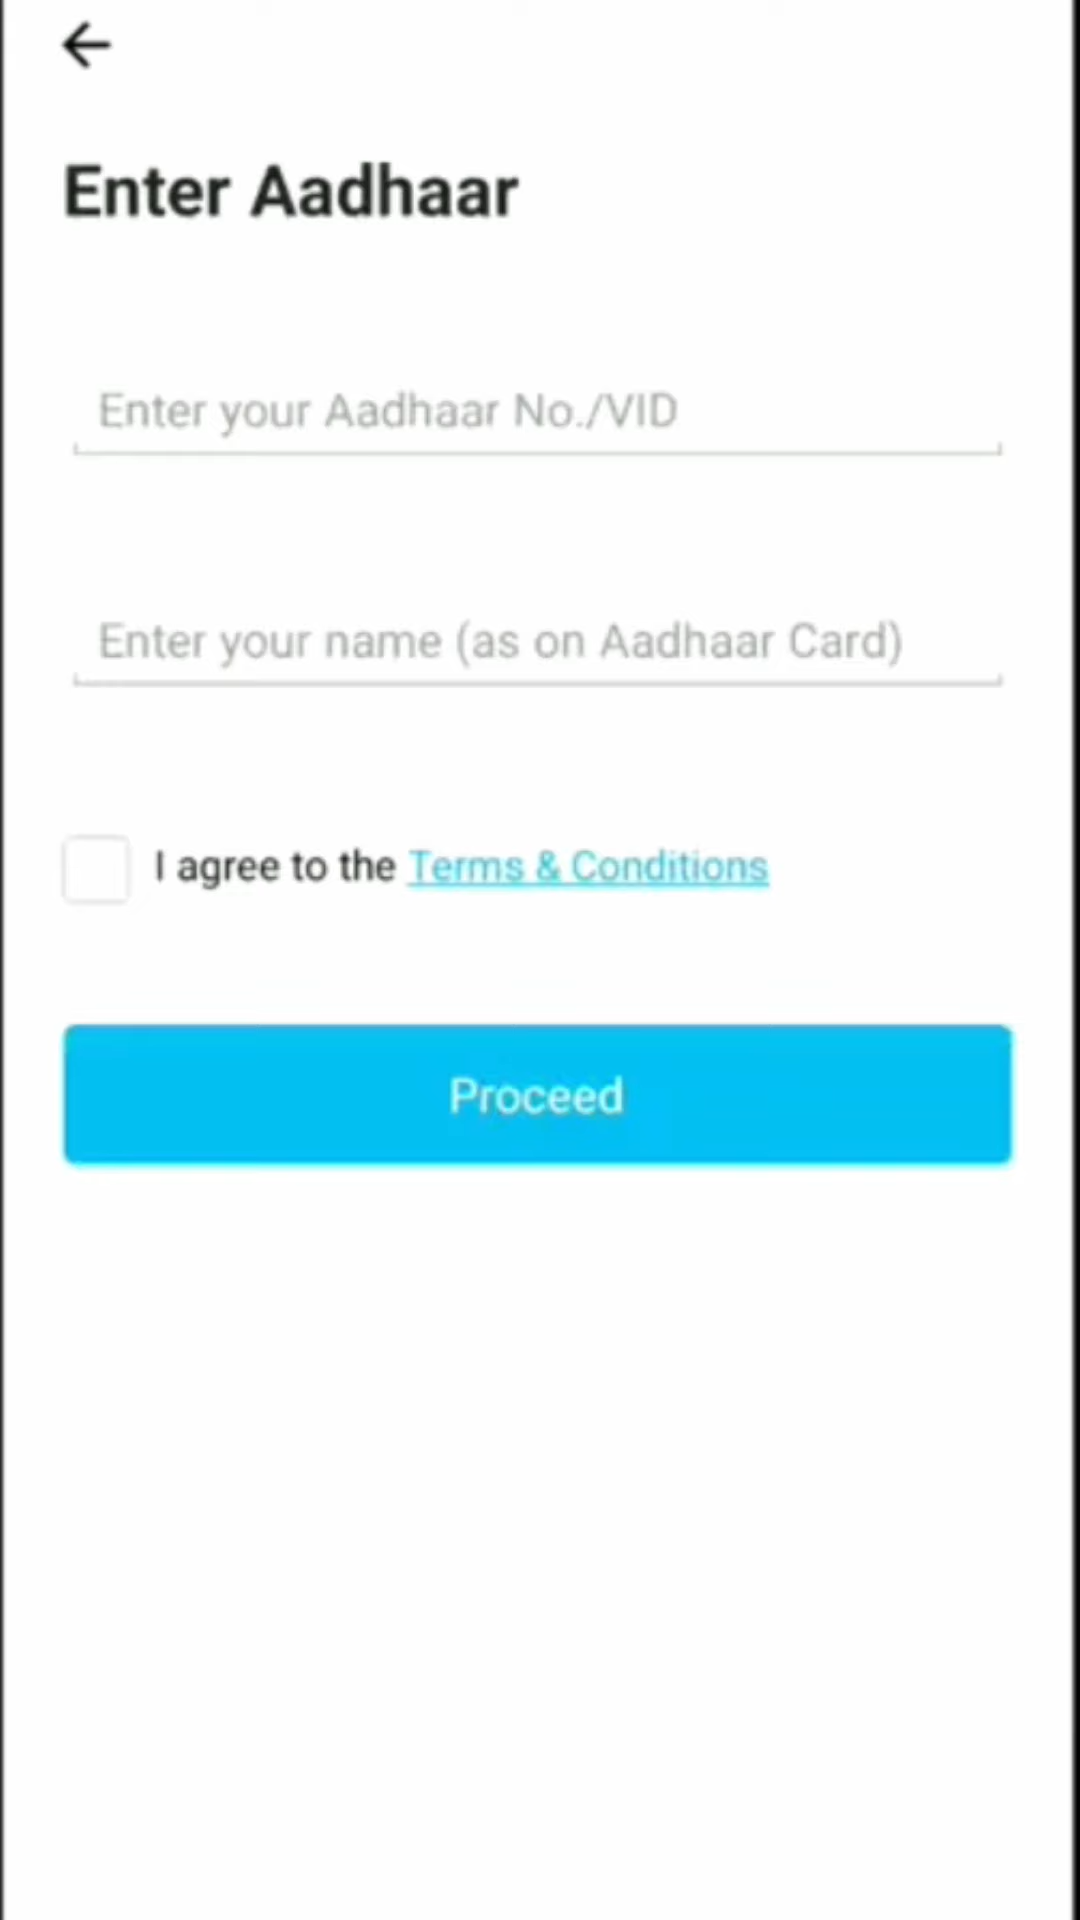 Enter Aadhaar
Enter your Aadhaar No./VID
Enter your name (as on Aadhaar Card)
I agree to the Terms & Conditions
Proceed